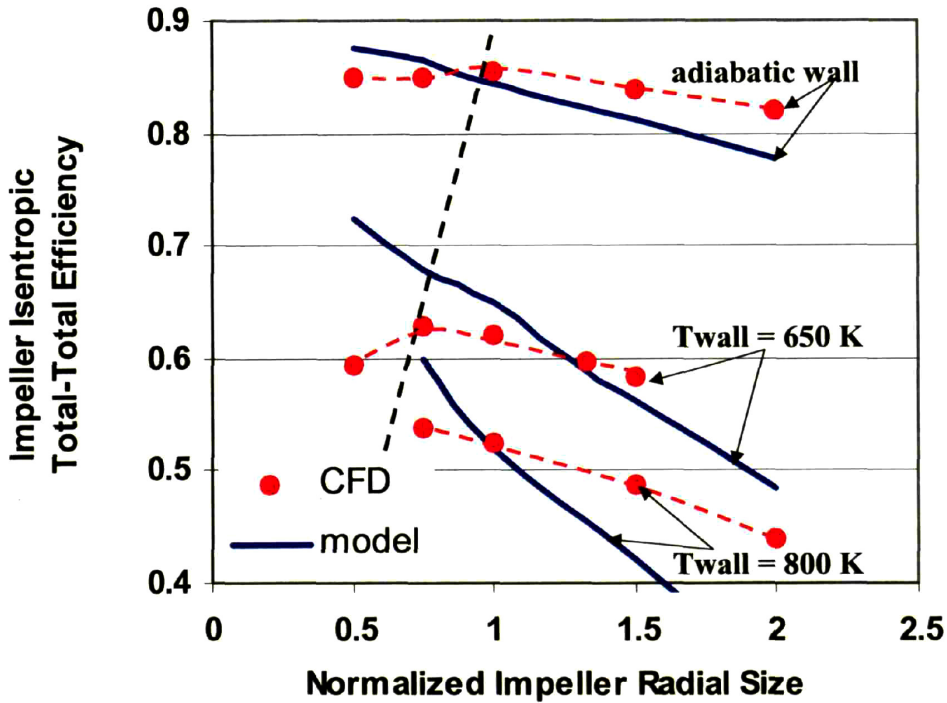 Impeller Isentropic
Total-Total Efficiency
0.9
0.8
0.7
0.6
0.5
0.4
adiabatic wall
Twall = 650 K
Twall = 800 K
CFD
model
0
0.5
1
1.5
2
2.5
Normalized Impeller Radial Size